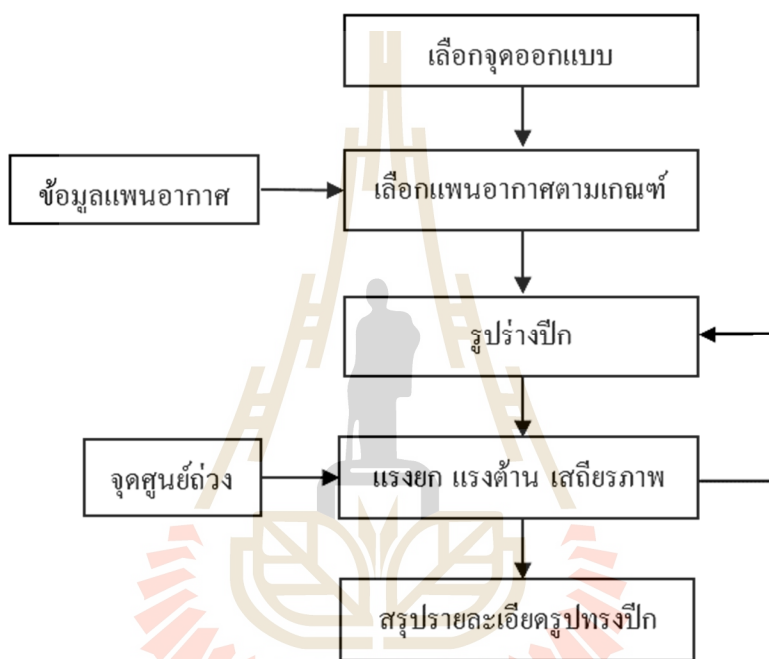 เลือกจุดออกแบบ
ข้อมูลแพนอากาศ
เลือกแพนอากาศตามเกณฑ์
รูปร่างปีก
จุดศูนย์ถ่วง
แรงยก แรงต้าน เสถียรภาพ
สรุปรายละเอียดรูปทรงปีก